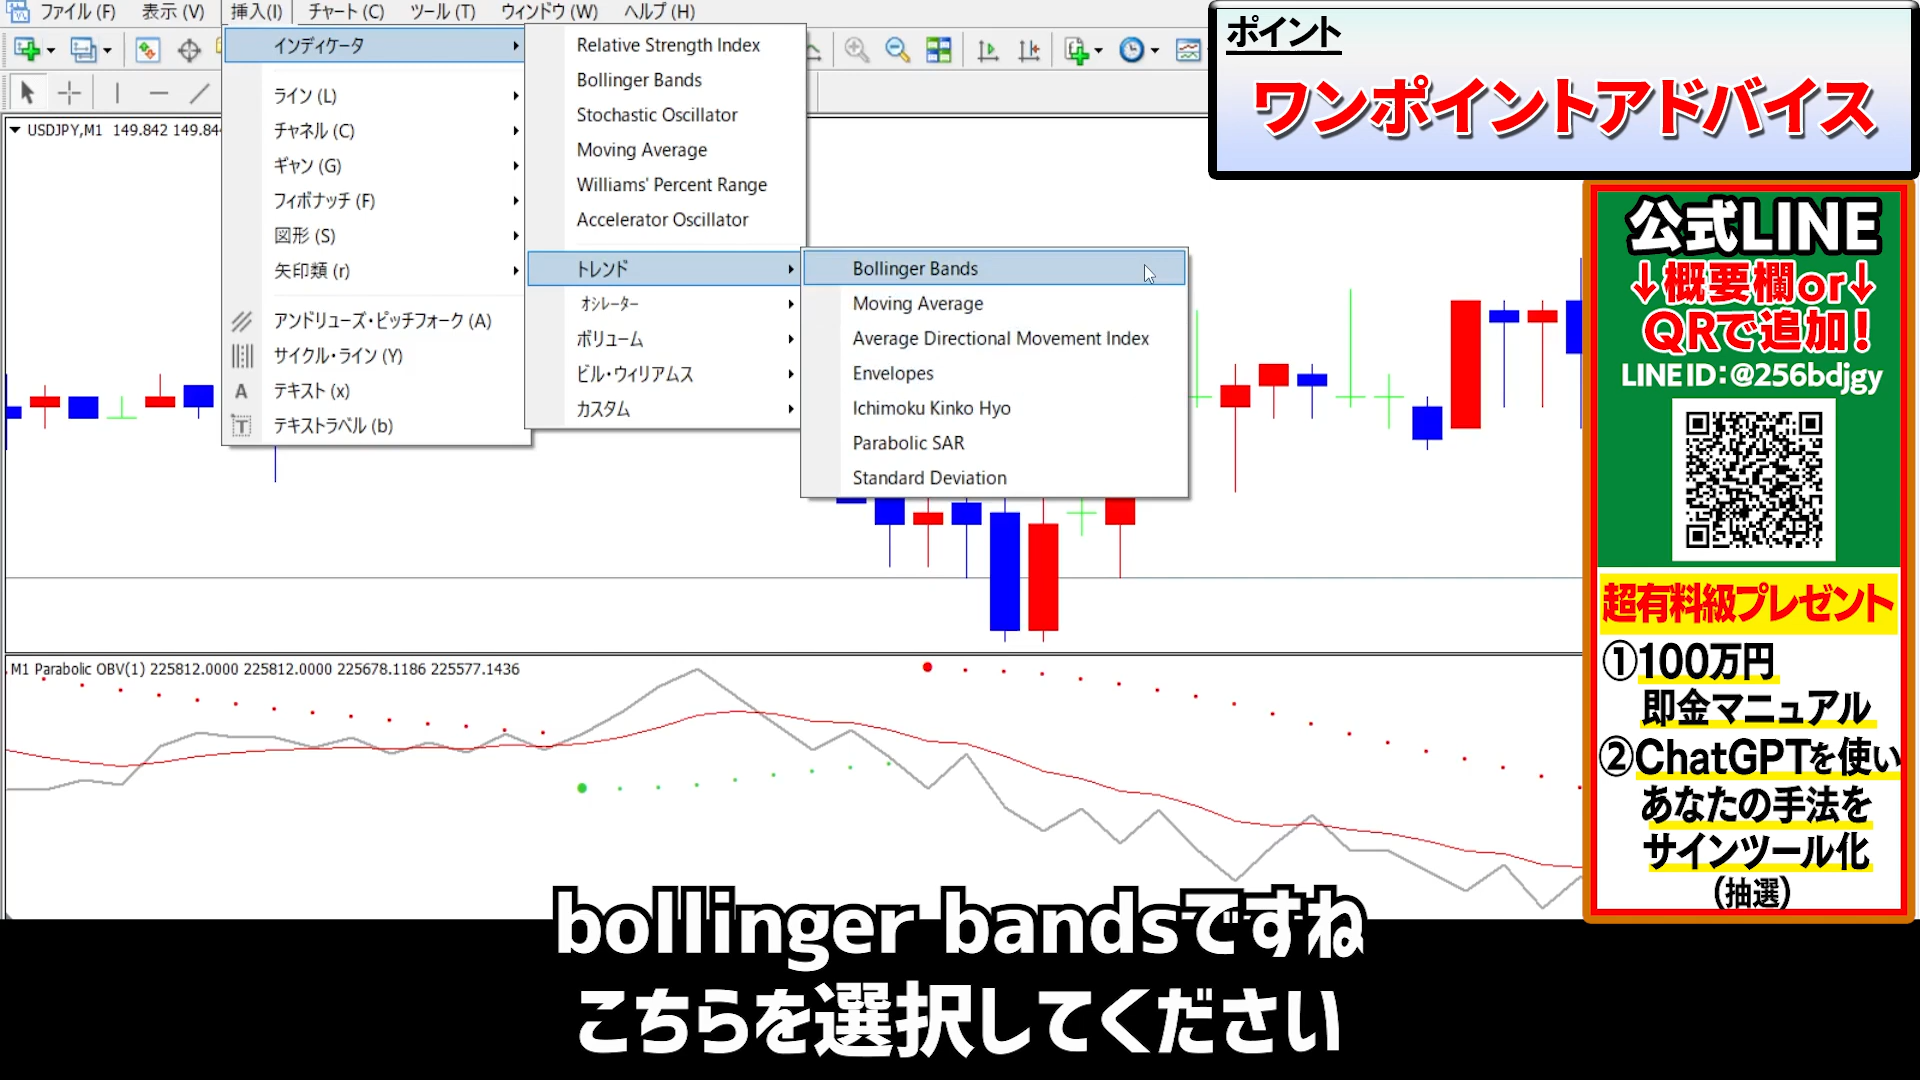 ファイル (F) 表示 (V) 挿入(I) チャート (C) ツール (T) ウィンドウ (W) ヘルプ (H)
インディケータ
ライン (L)
チャネル (C)
ギャン (G)
フィボナッチ (F)
図形 (S)
矢印類 (r)
アンドリューズ・ピッチフォーク (A)
サイクル・ライン (Y)
テキスト (x)
テキストラベル (b)
Relative Strength Index
Bollinger Bands
Stochastic Oscillator
Moving Average
Williams' Percent Range
Accelerator Oscillator
トレンド
オシレーター
ボリューム
ビル・ウィリアムス
カスタム
Bollinger Bands
Moving Average
Average Directional Movement Index
Envelopes
Ichimoku Kinko Hyo
Parabolic SAR
Standard Deviation
USDJPY,M1 149.842
M1 Parabolic OBV(1) 225812.0000 225812.0000 225678.1186 225577.1436
ポイント
ワンポイントアドバイス
公式LINE
↓概要欄or↓
QRで追加!
LINE ID:@256bdjgy
超有料級プレゼント
①100万円
即金マニュアル
②ChatGPTを使い
あなたの手法を
サインツール化
(抽選)
bollinger bandsですね
こちらを選択してください